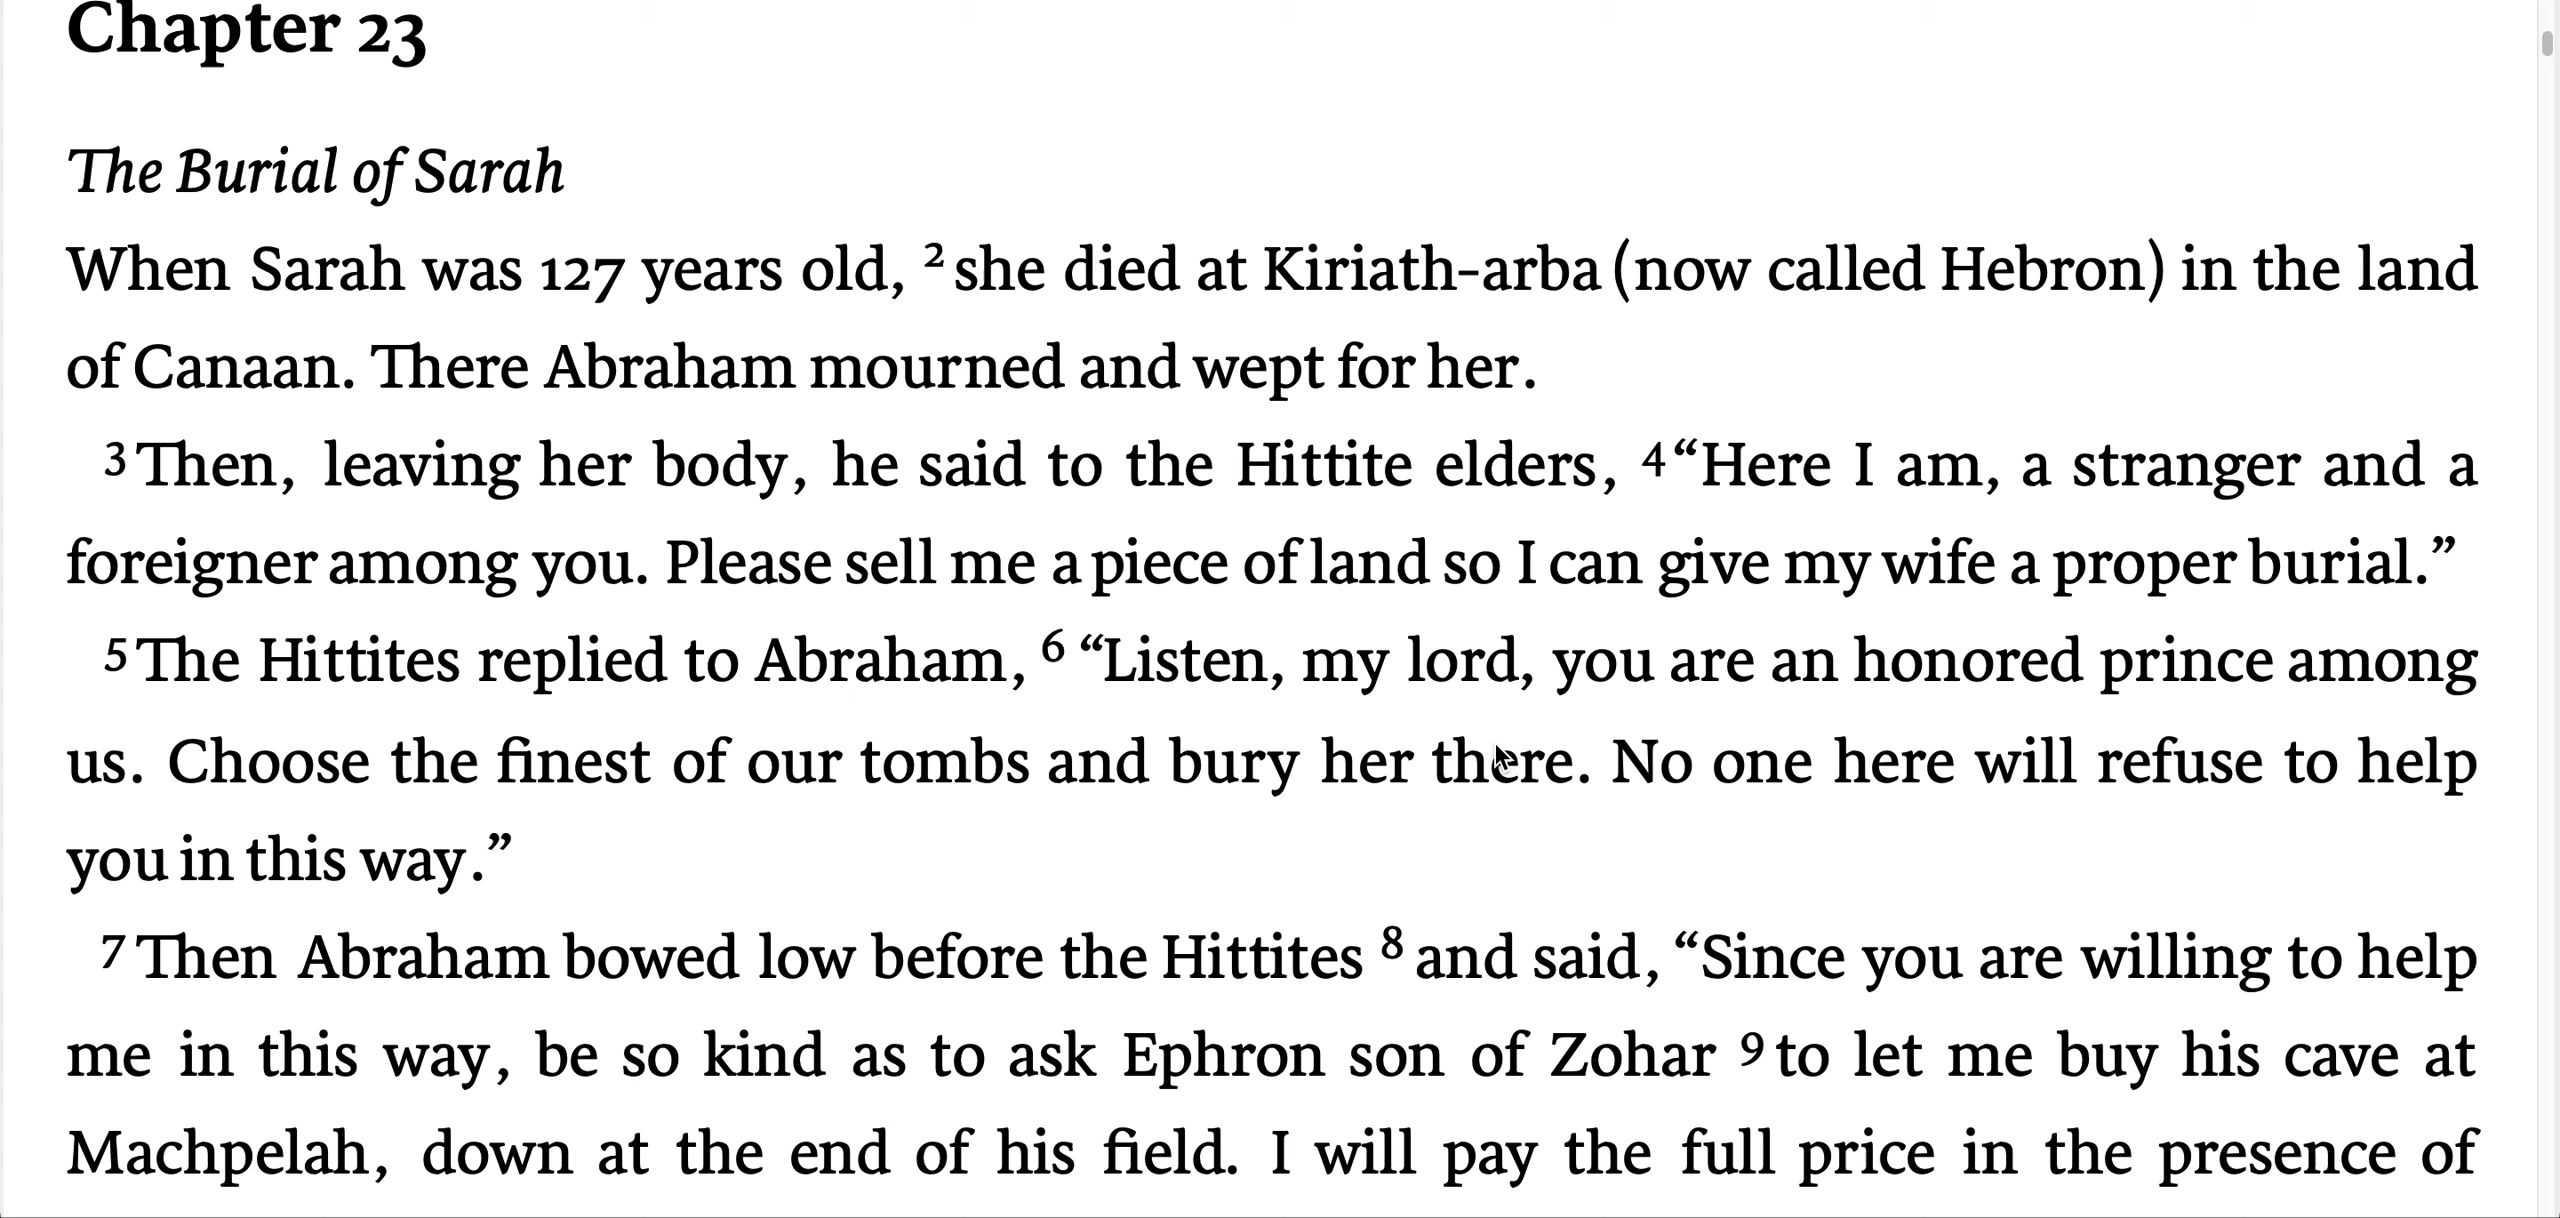 Chapter 23
The Burial of Sarah
When Sarah was 127 years old, ² she died at Kiriath-arba (now called Hebron) in the land
of Canaan. There Abraham mourned and wept for her.
³ Then, leaving her body, he said to the Hittite elders, ⁴ “Here I am, a stranger and a
foreigner among you. Please sell me a piece of land so I can give my wife a proper burial.”
⁵ The Hittites replied to Abraham, ⁶ “Listen, my lord, you are an honored prince among
us. Choose the finest of our tombs and bury her there. No one here will refuse to help
you in this way.”
⁷ Then Abraham bowed low before the Hittites ⁸ and said, “Since you are willing to help
me in this way, be so kind as to ask Ephron son of Zohar ⁹ to let me buy his cave at
Machpelah, down at the end of his field. I will pay the full price in the presence of